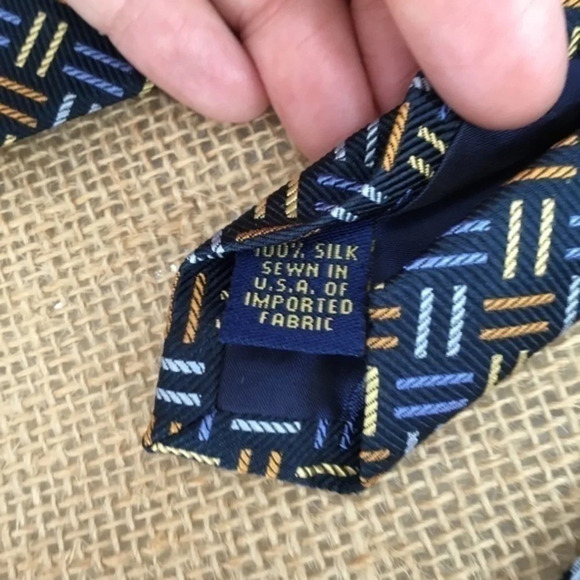 100% SILK
SEWN IN
U.S.A. OF
IMPORTED
FABRIC